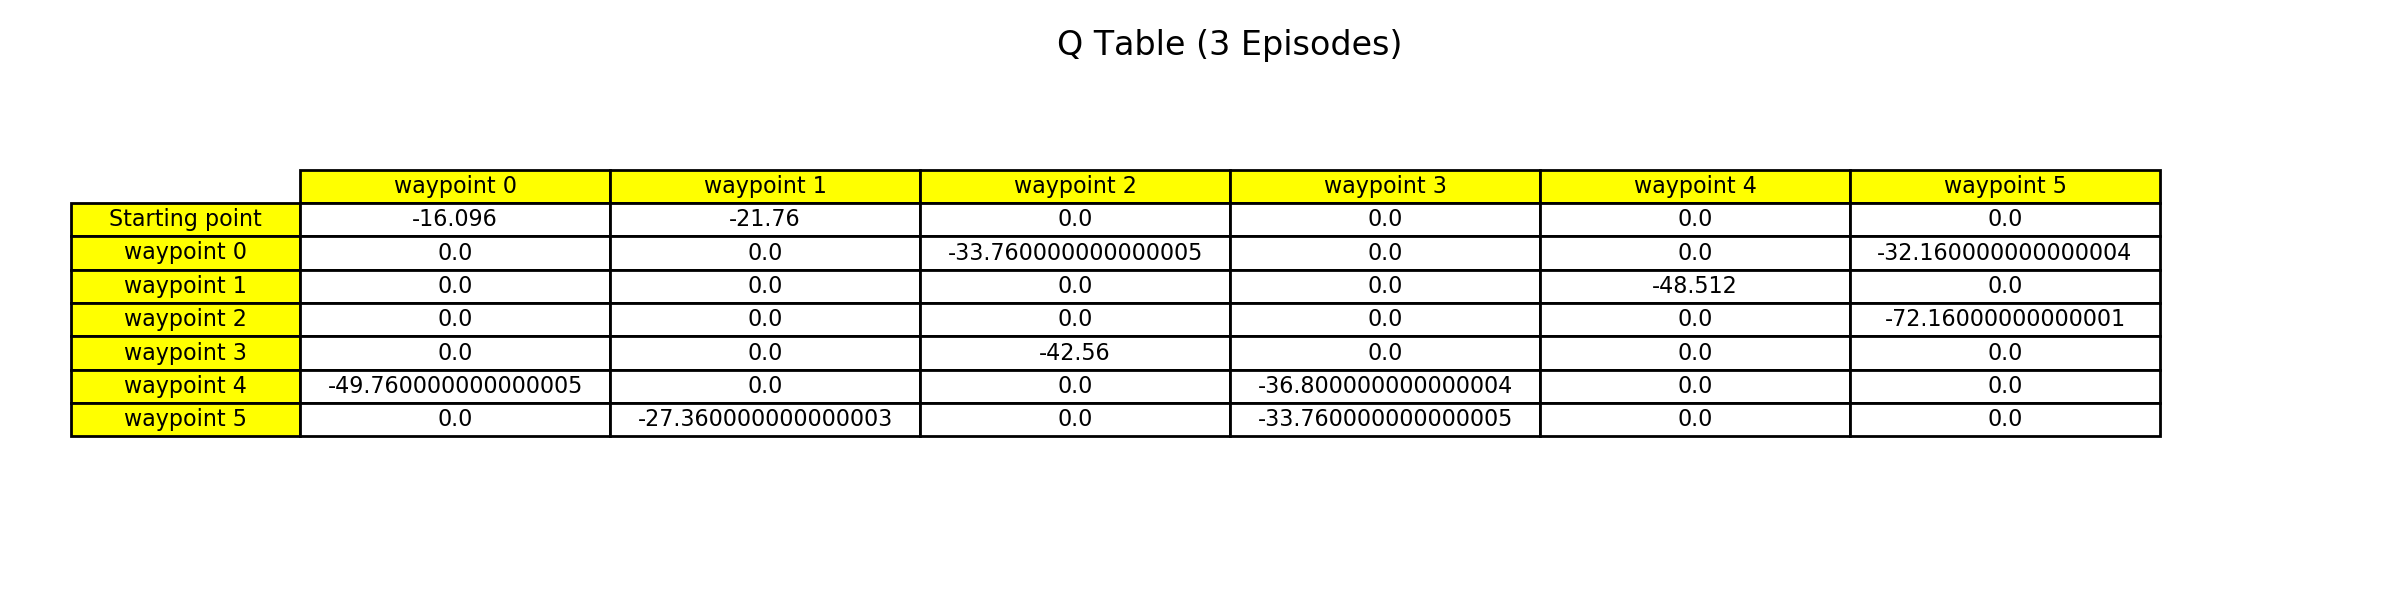 Q Table (3 Episodes)
waypoint 0 waypoint 1 waypoint 2 waypoint 3 waypoint 4 waypoint 5
Starting point -16.096 -21.76 0.0 0.0 0.0 0.0
waypoint 0 0.0 0.0 -33.760000000000005 0.0 0.0 -32.160000000000004
waypoint 1 0.0 0.0 0.0 0.0 -48.512 0.0
waypoint 2 0.0 0.0 0.0 0.0 0.0 -72.16000000000001
waypoint 3 0.0 0.0 -42.56 0.0 0.0 0.0
waypoint 4 -49.760000000000005 0.0 0.0 -36.800000000000004 0.0 0.0
waypoint 5 0.0 -27.360000000000003 0.0 -33.760000000000005 0.0 0.0